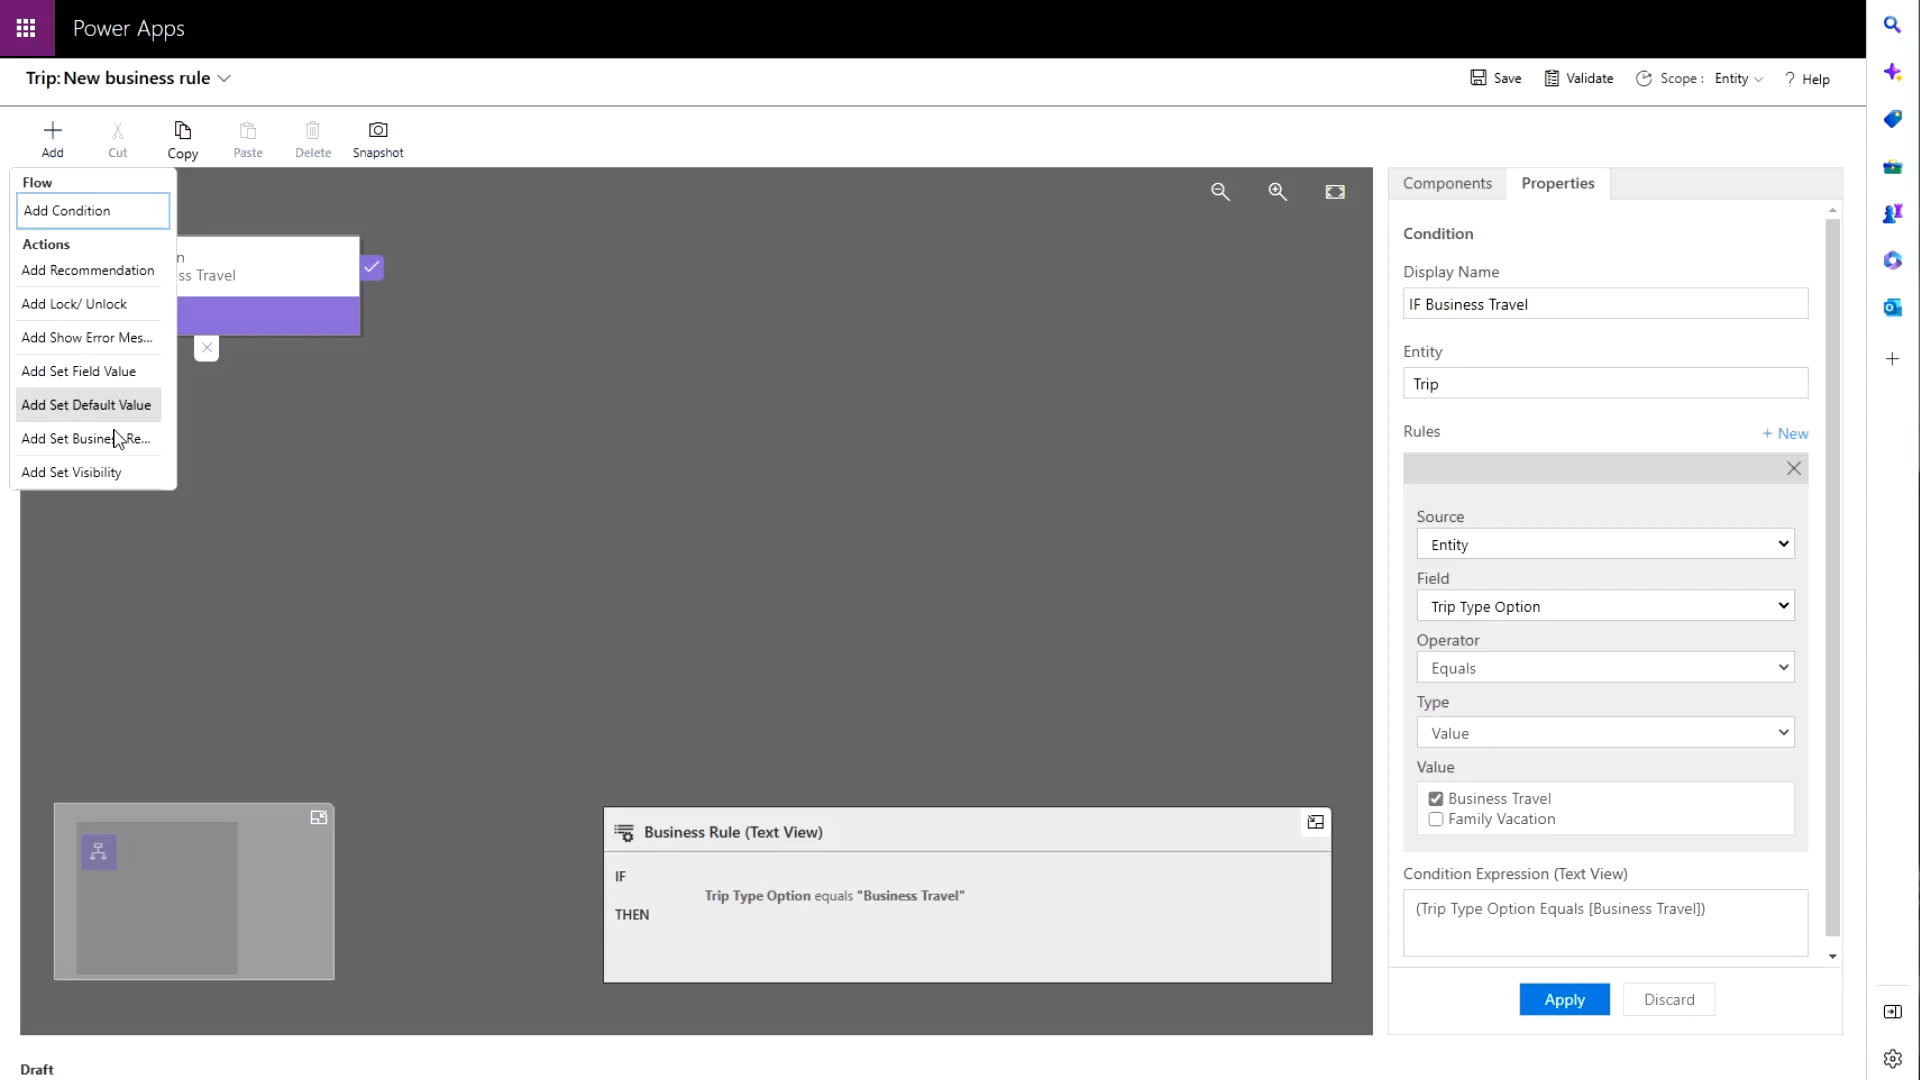 Power Apps
Trip: New business rule
Save
Validate
Scope :
Entity
? Help
Add
Cut
Copy
Paste
Delete
Snapshot
Flow
Add Condition
Actions
Add Recommendation
Add Lock/ Unlock
Add Show Error Mes...
Add Set Field Value
Add Set Default Value
Add Set Business Re...
Add Set Visibility
n
ss Travel
Business Rule (Text View)
IF
Trip Type Option equals "Business Travel"
THEN
Components
Properties
Condition
Display Name
IF Business Travel
Entity
Trip
Rules
+ New
Source
Entity
Field
Trip Type Option
Operator
Equals
Type
Value
Value
Business Travel
Family Vacation
Condition Expression (Text View)
(Trip Type Option Equals [Business Travel])
Apply
Discard
Draft